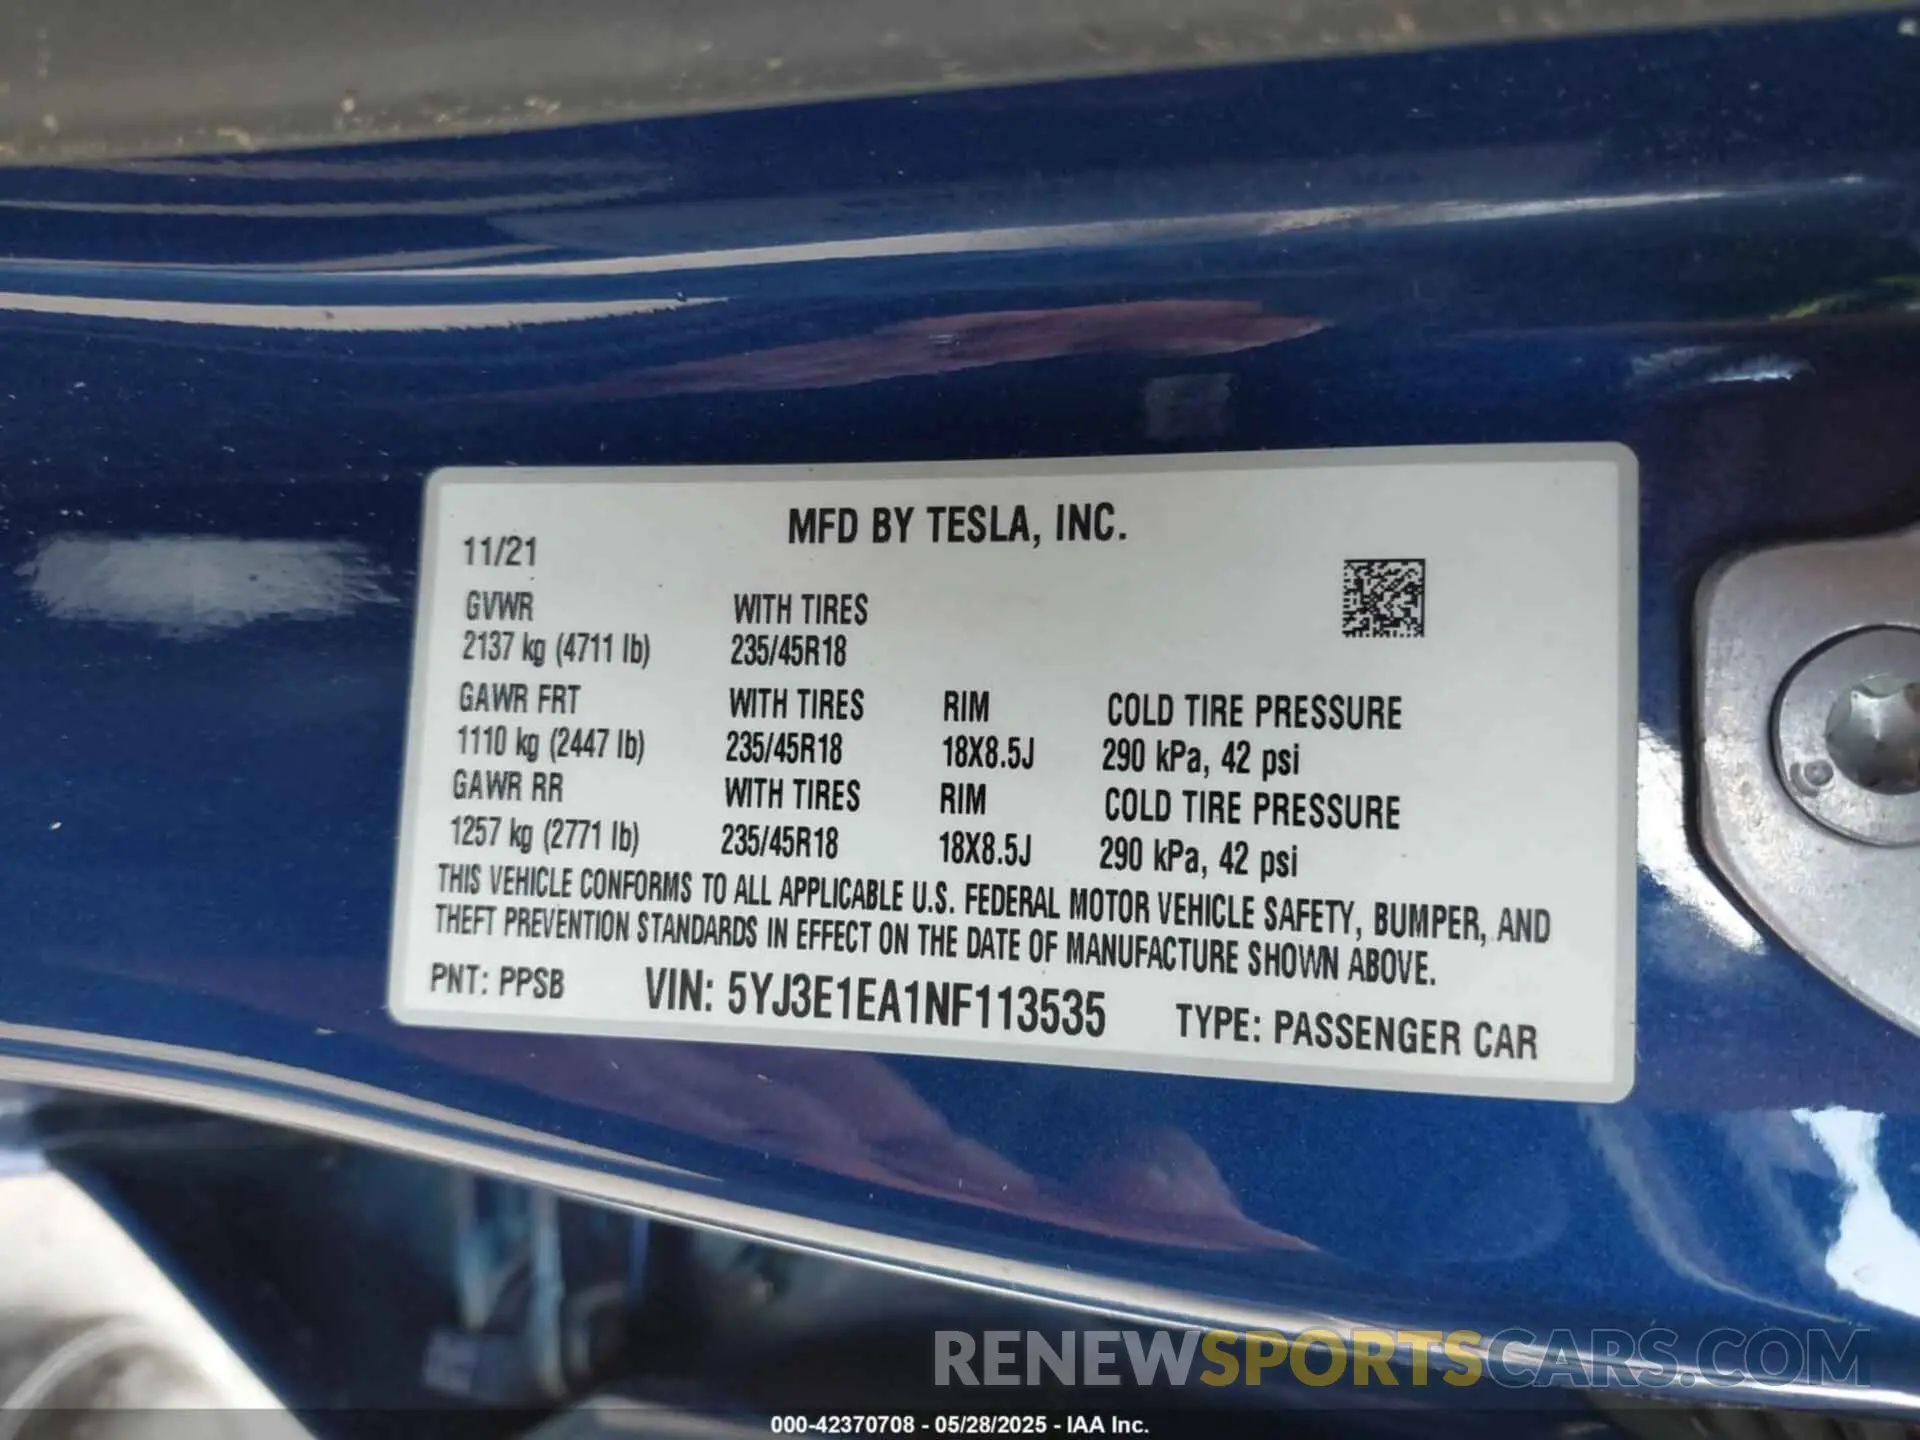 MFD BY TESLA, INC.
11/21
GVWR WITH TIRES
2137 kg (4711 lb) 235/45R18
GAWR FRT WITH TIRES RIM COLD TIRE PRESSURE
1110 kg (2447 lb) 235/45R18 18X8.5J 290 kPa, 42 psi
GAWR RR WITH TIRES RIM COLD TIRE PRESSURE
1257 kg (2771 lb) 235/45R18 18X8.5J 290 kPa, 42 psi
THIS VEHICLE CONFORMS TO ALL APPLICABLE U.S. FEDERAL MOTOR VEHICLE SAFETY, BUMPER, AND
THEFT PREVENTION STANDARDS IN EFFECT ON THE DATE OF MANUFACTURE SHOWN ABOVE.
PNT: PPSB VIN: 5YJ3E1EA1NF113535 TYPE: PASSENGER CAR
RENEWSPORTSCARS.COM
000-42370708 - 05/28/2025 - IAA Inc.